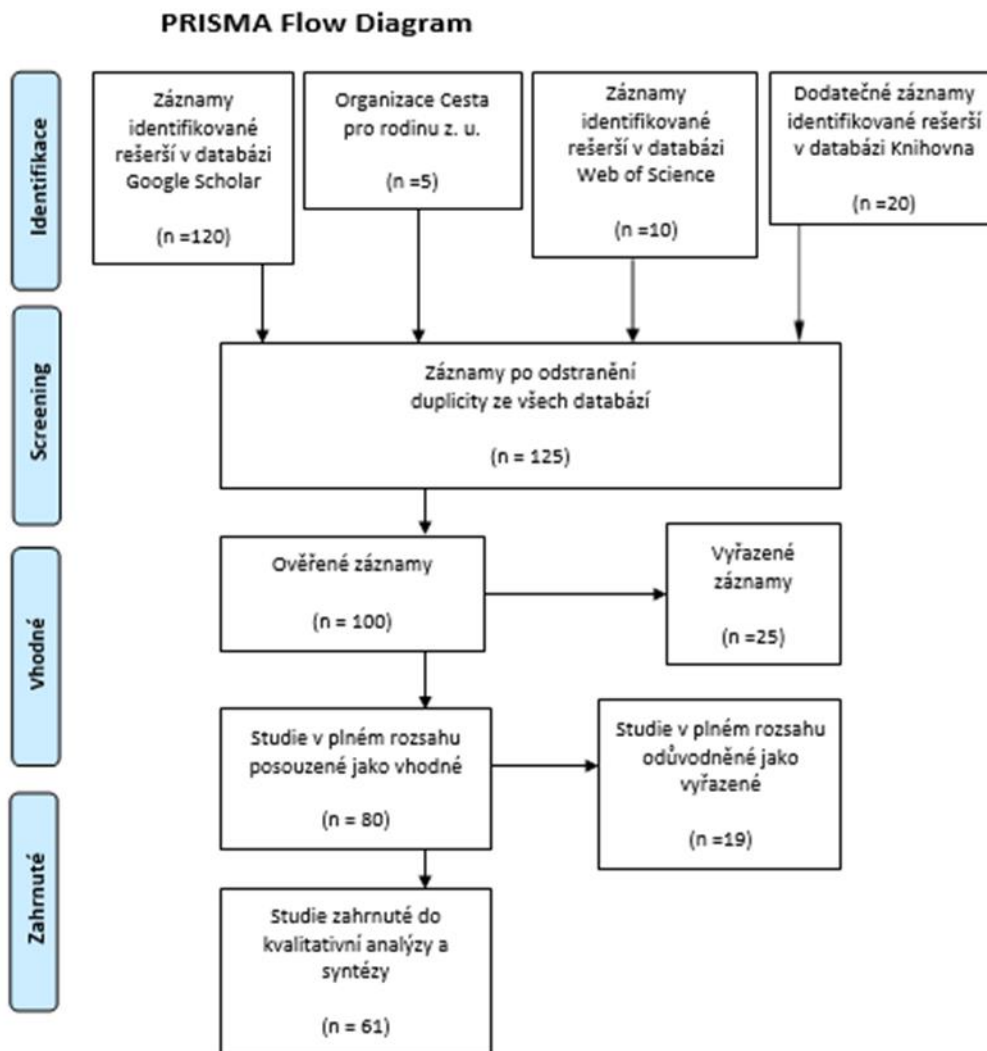 PRISMA Flow Diagram
Identifikace
Záznamy
identifikované
rešerší v databázi
Google Scholar
(n =120)
Organizace Cesta
pro rodinu z. u.
(n =5)
Záznamy
identifikované
rešerší v databázi
Web of Science
(n =10)
Dodatečné záznamy
identifikované rešerší
v databázi Knihovna
(n =20)
Screening
Záznamy po odstranění
duplicity ze všech databází
(n = 125)
Vhodné
Ověřené záznamy
(n = 100)
Vyřazené
záznamy
(n =25)
Studie v plném rozsahu
posouzené jako vhodné
(n = 80)
Studie v plném rozsahu
odůvodněné jako
vyřazené
(n =19)
Zahrnuté
Studie zahrnuté do
kvalitativní analýzy a
syntézy
(n = 61)